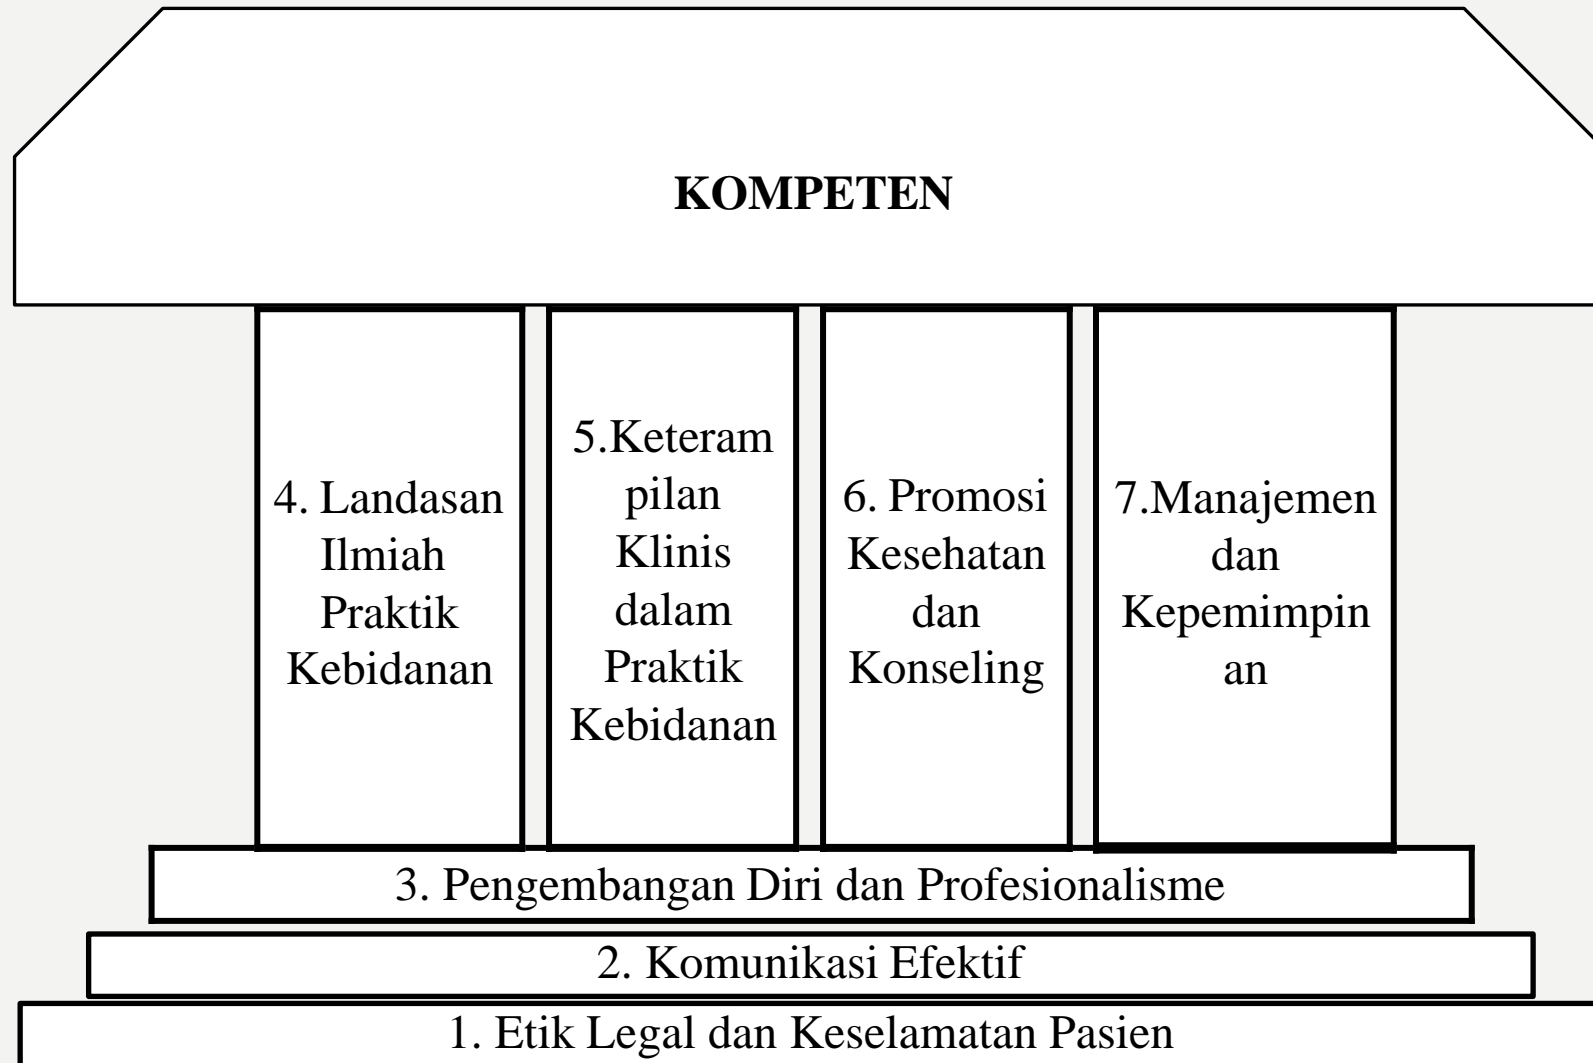 KOMPETEN
4. Landasan
Ilmiah
Praktik
Kebidanan
5.Keteram
pilan
Klinis
dalam
Praktik
Kebidanan
6. Promosi
Kesehatan
dan
Konseling
7.Manajemen
dan
Kepemimpin
an
3. Pengembangan Diri dan Profesionalisme
2. Komunikasi Efektif
1. Etik Legal dan Keselamatan Pasien